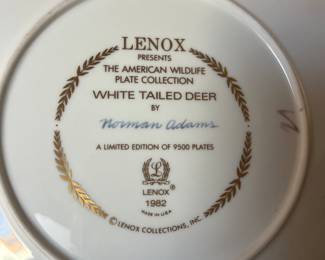 LENOX
PRESENTS
THE AMERICAN WILDLIFE
PLATE COLLECTION
WHITE TAILED DEER
BY
Norman Adams
A LIMITED EDITION OF 9500 PLATES
L
LENOX®
1982
MADE IN U.S.A.
© LENOX COLLECTIONS, INC.